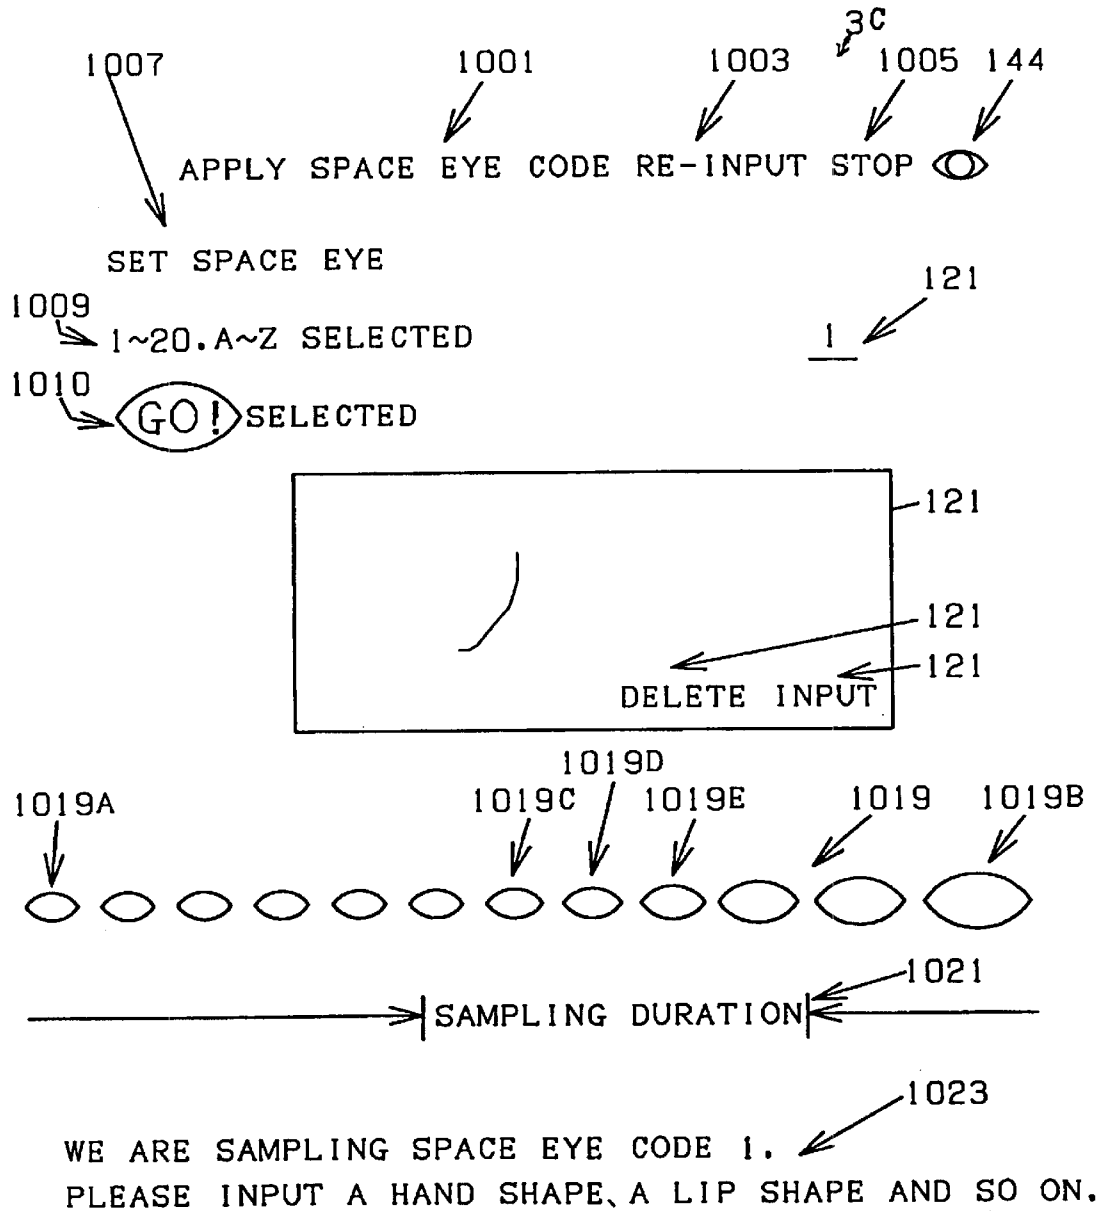 3C
1007 1001 1003 1005 144
APPLY SPACE EYE CODE RE-INPUT STOP
SET SPACE EYE
121
1009
1~20.A~Z SELECTED 1
1010
GO! SELECTED
121
121
121
DELETE INPUT
1019D
1019A 1019C 1019E 1019 1019B
1021
SAMPLING DURATION
1023
WE ARE SAMPLING SPACE EYE CODE 1.
PLEASE INPUT A HAND SHAPE、A LIP SHAPE AND SO ON.